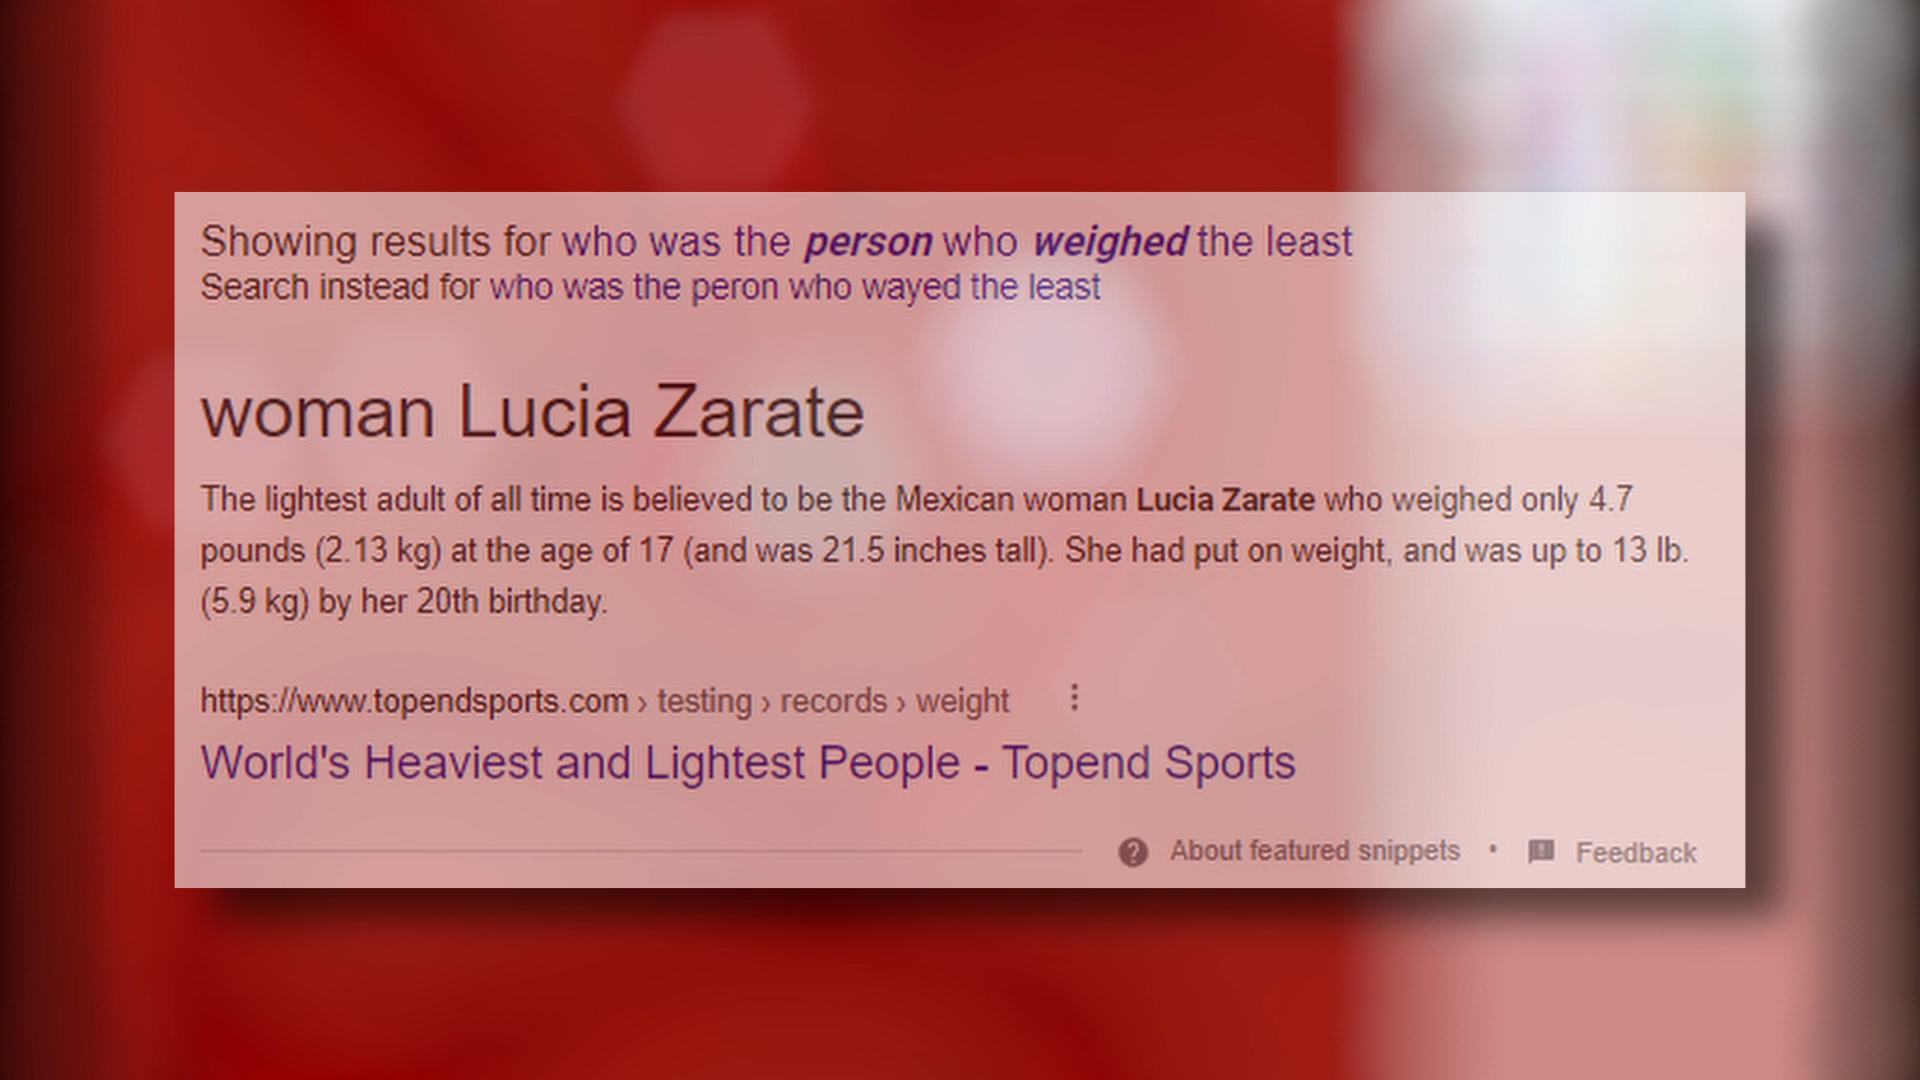 Showing results for who was the person who weighed the least
Search instead for who was the peron who wayed the least
woman Lucia Zarate
The lightest adult of all time is believed to be the Mexican woman Lucia Zarate who weighed only 4.7
pounds (2.13 kg) at the age of 17 (and was 21.5 inches tall). She had put on weight, and was up to 13 lb.
(5.9 kg) by her 20th birthday.
https://www.topendsports.com › testing › records › weight
World's Heaviest and Lightest People - Topend Sports
About featured snippets • Feedback